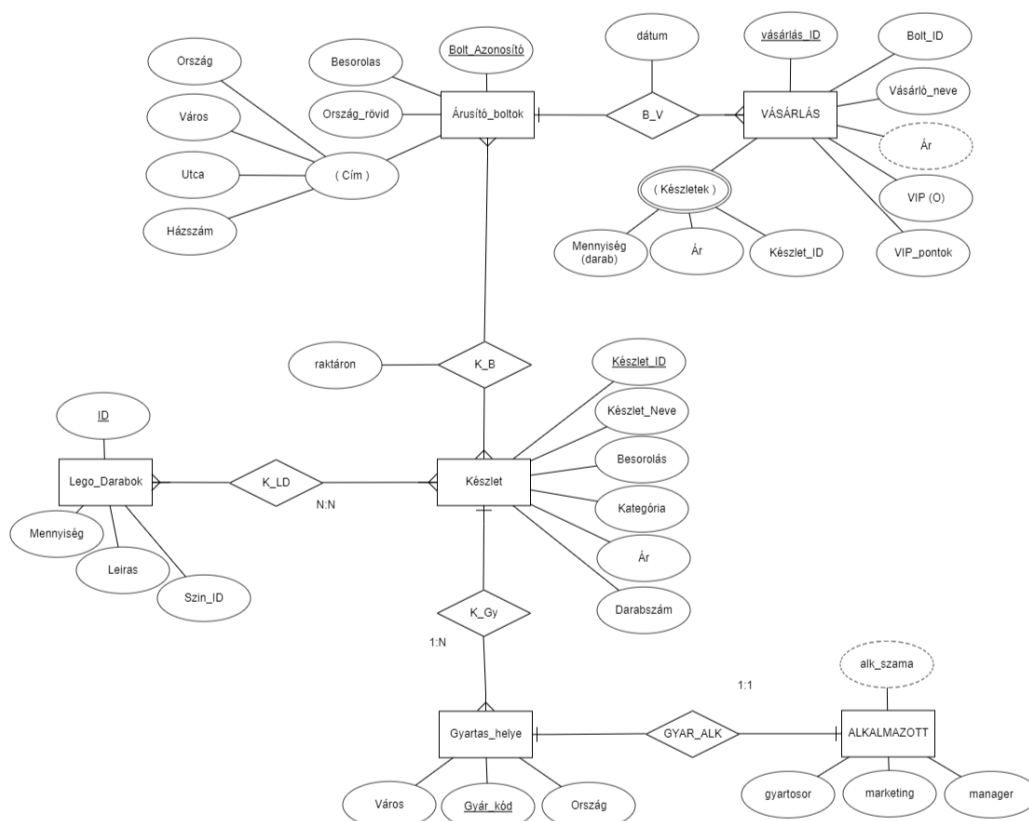 Bolt_Azonosító
dátum
vásárlás_ID
Bolt_ID
Ország
Besorolas
Vásárló_neve
Város
Ország_rövid
Árusító_boltok
B_V
VÁSÁRLÁS
Ár
Utca
( Cím )
( Készletek )
VIP (O)
Házszám
Mennyiség
(darab)
Ár
Készlet_ID
VIP_pontok
raktáron
K_B
Készlet_ID
Készlet_Neve
ID
Besorolás
Lego_Darabok
K_LD
N:N
Készlet
Kategória
Mennyiség
Leiras
Ár
Szin_ID
Darabszám
K_Gy
1:N
alk_szama
1:1
Gyartas_helye
GYAR_ALK
ALKALMAZOTT
Város
Gyár_kód
Ország
gyartosor
marketing
manager